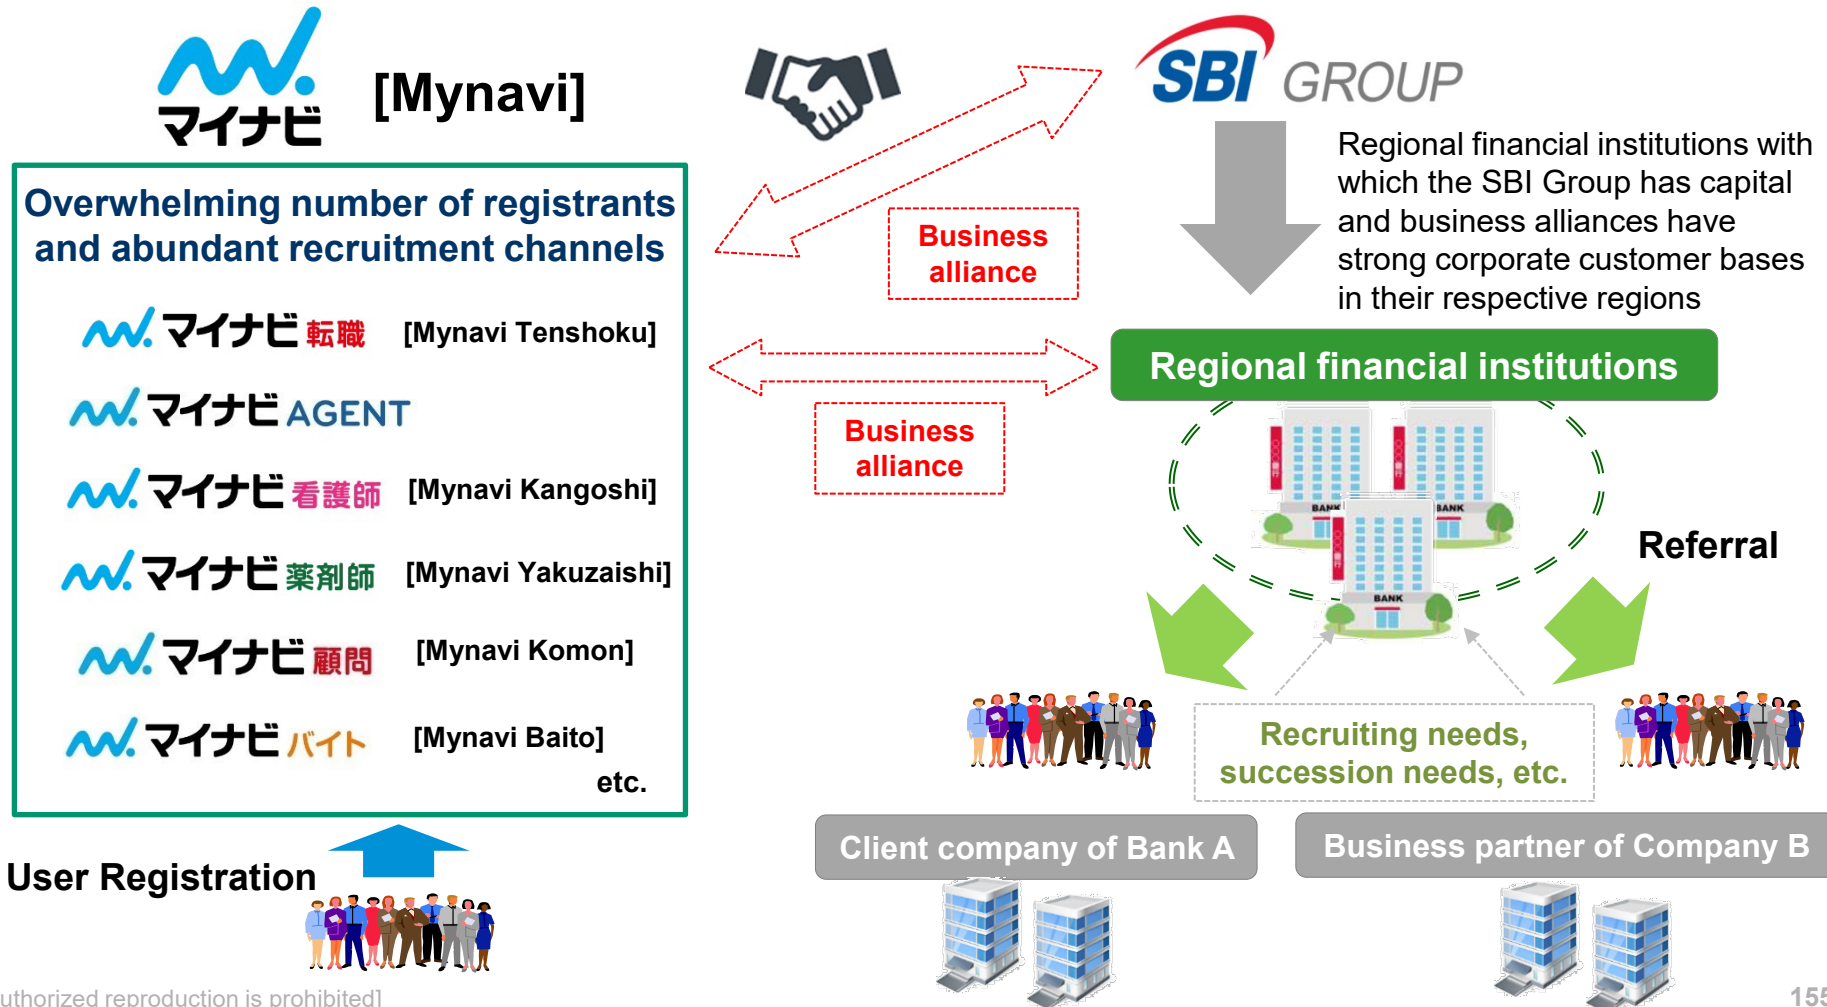 マイナビ
[Mynavi]
SBI GROUP
Regional financial institutions with
which the SBI Group has capital
and business alliances have
strong corporate customer bases
in their respective regions
Overwhelming number of registrants
and abundant recruitment channels
マイナビ転職 [Mynavi Tenshoku]
マイナビ AGENT
マイナビ看護師 [Mynavi Kangoshi]
マイナビ薬剤師 [Mynavi Yakuzaishi]
マイナビ顧問 [Mynavi Komon]
マイナビバイト [Mynavi Baito]
etc.
User Registration
Business
alliance
Business
alliance
Regional financial institutions
BANK
BANK
BANK
Referral
Recruiting needs,
succession needs, etc.
Client company of Bank A
Business partner of Company B
uthorized reproduction is prohibited]
155